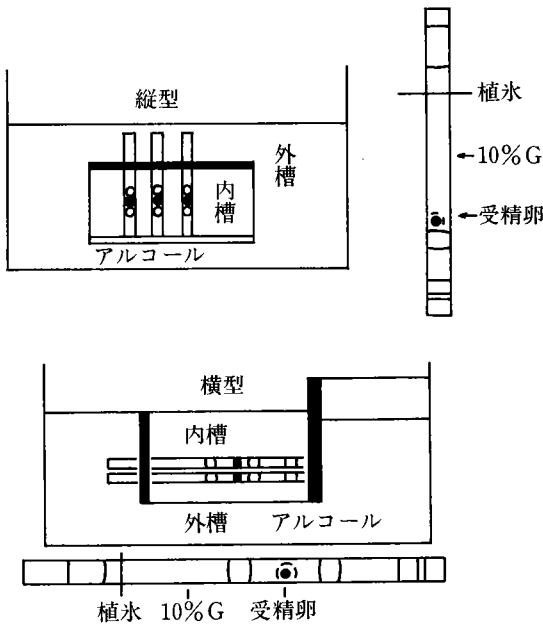 縦型
外槽
内槽
アルコール
植氷
10%G
受精卵
横型
内槽
外槽 アルコール
植氷 10%G 受精卵